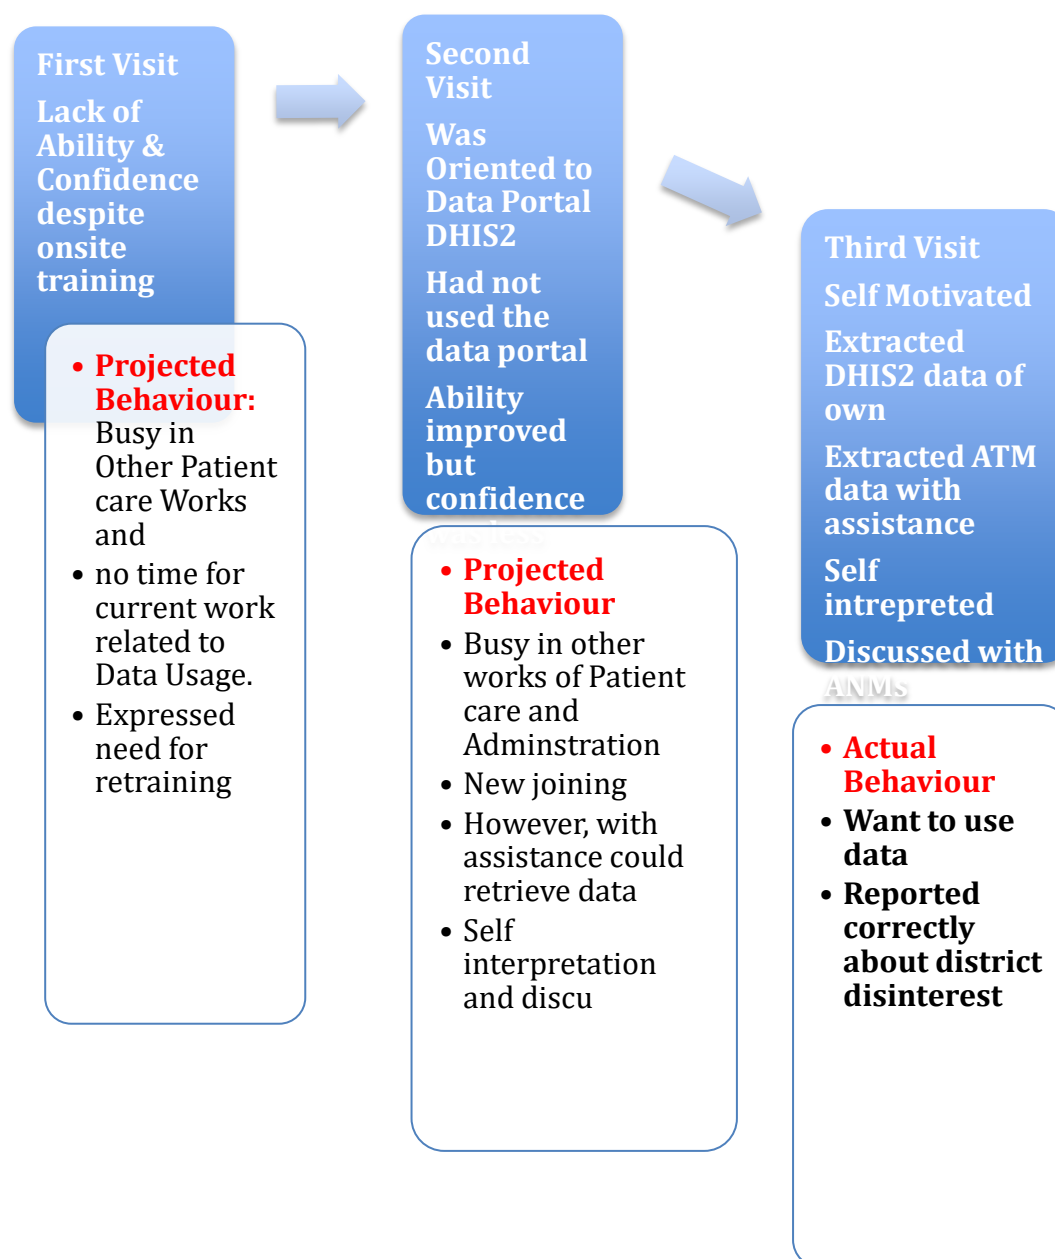 First Visit
Lack of
Ability &
Confidence
despite
onsite
training
• Projected
Behaviour:
Busy in
Other Patient
care Works
and
• no time for
current work
related to
Data Usage.
• Expressed
need for
retraining
Second
Visit
Was
Oriented to
Data Portal
DHIS2
Had not
used the
data portal
Ability
improved
but
confidence
was less
• Projected
Behaviour
• Busy in other
works of Patient
care and
Adminstration
• New joining
• However, with
assistance could
retrieve data
• Self
interpretation
and discu
Third Visit
Self Motivated
Extracted
DHIS2 data of
own
Extracted ATM
data with
assistance
Self
intrepreted
Discussed with
ANMs
• Actual
Behaviour
• Want to use
data
• Reported
correctly
about district
disinterest